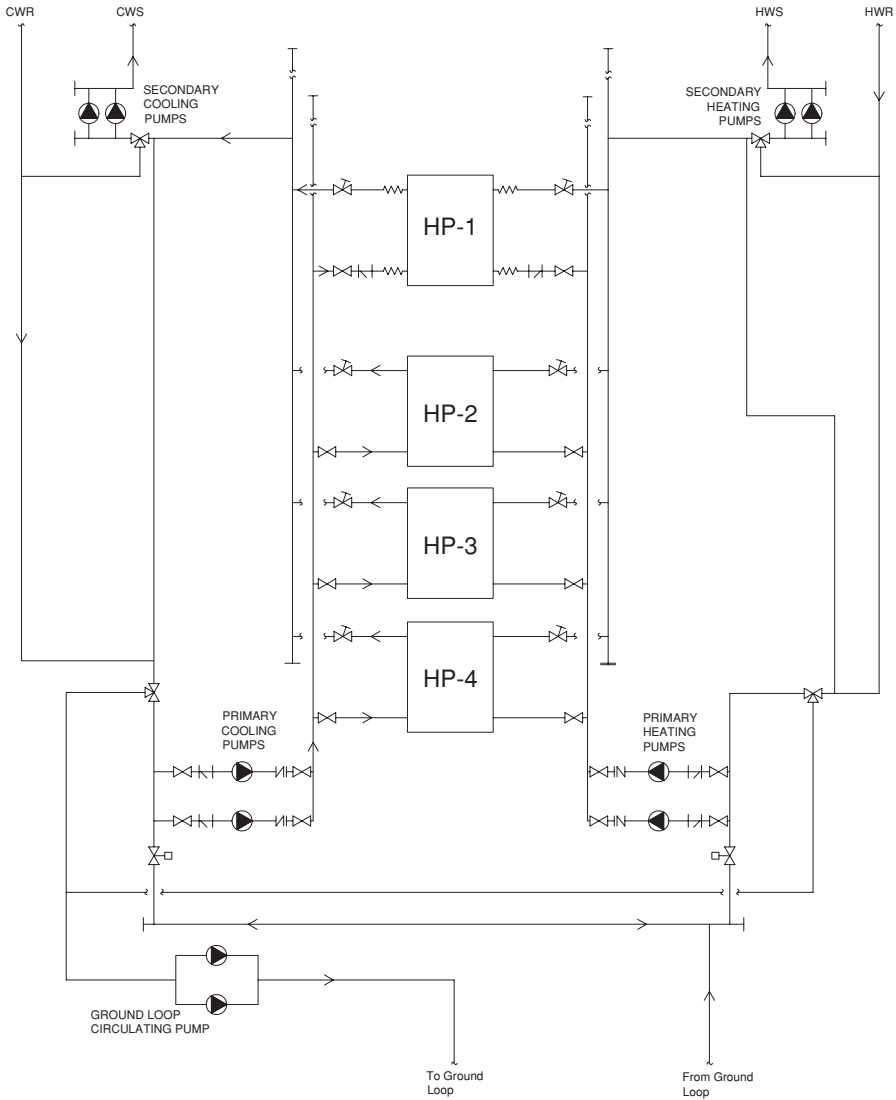 CWR
CWS
HWS
HWR
SECONDARY
COOLING
PUMPS
SECONDARY
HEATING
PUMPS
HP-1
HP-2
HP-3
HP-4
PRIMARY
COOLING
PUMPS
PRIMARY
HEATING
PUMPS
GROUND LOOP
CIRCULATING PUMP
To Ground
Loop
From Ground
Loop